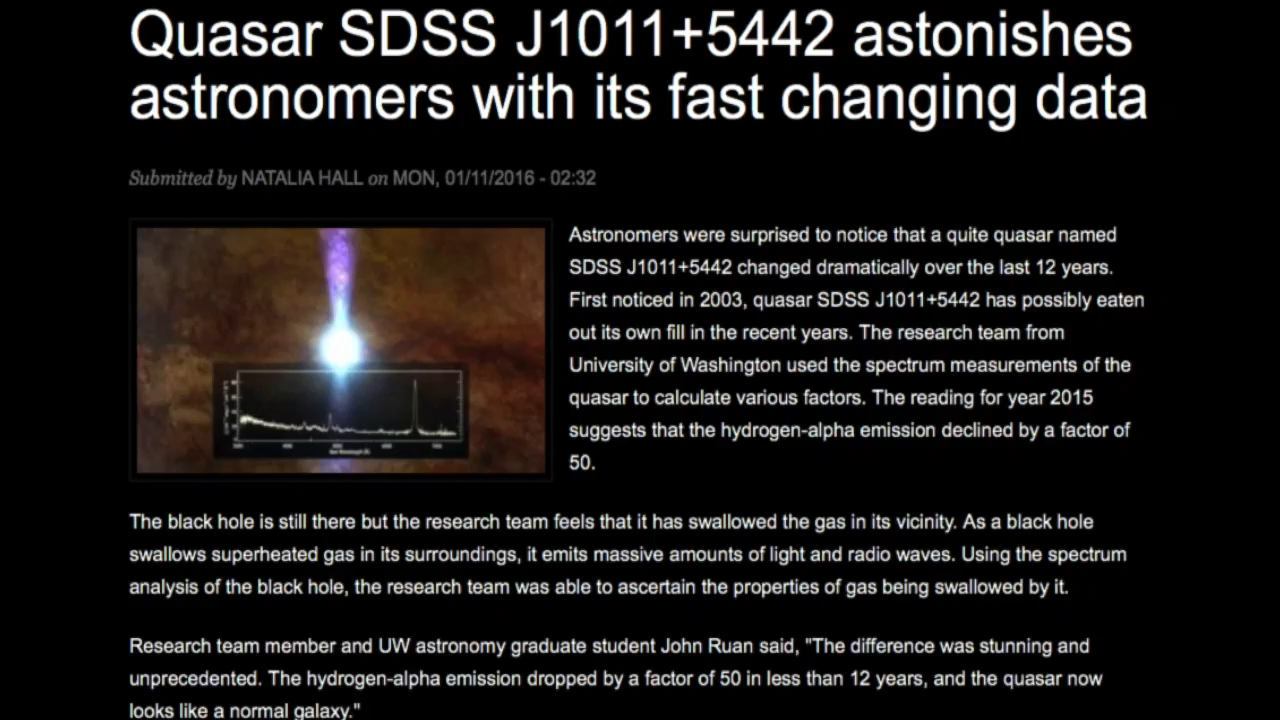 Quasar SDSS J1011+5442 astonishes
astronomers with its fast changing data
Submitted by NATALIA HALL on MON, 01/11/2016 - 02:32
Astronomers were surprised to notice that a quite quasar named
SDSS J1011+5442 changed dramatically over the last 12 years.
First noticed in 2003, quasar SDSS J1011+5442 has possibly eaten
out its own fill in the recent years. The research team from
University of Washington used the spectrum measurements of the
quasar to calculate various factors. The reading for year 2015
suggests that the hydrogen-alpha emission declined by a factor of
50.
The black hole is still there but the research team feels that it has swallowed the gas in its vicinity. As a black hole
swallows superheated gas in its surroundings, it emits massive amounts of light and radio waves. Using the spectrum
analysis of the black hole, the research team was able to ascertain the properties of gas being swallowed by it.
Research team member and UW astronomy graduate student John Ruan said, "The difference was stunning and
unprecedented. The hydrogen-alpha emission dropped by a factor of 50 in less than 12 years, and the quasar now
looks like a normal galaxy."